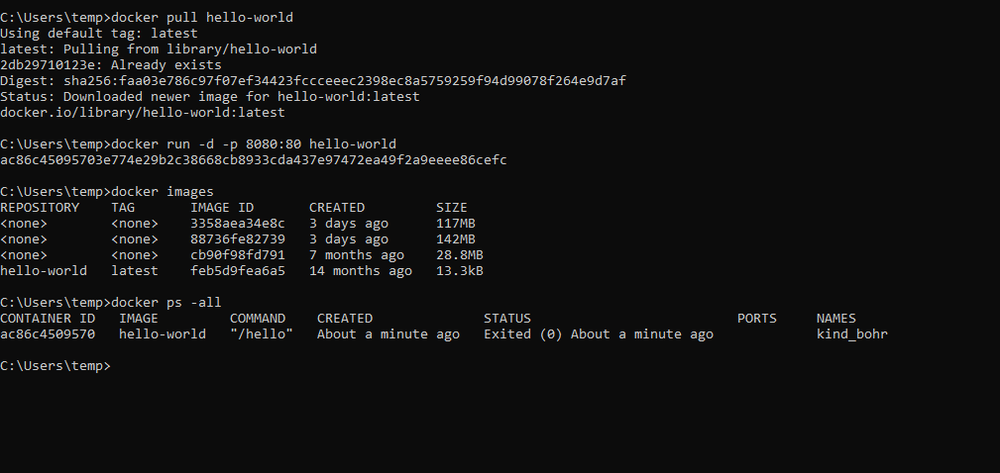 C:\Users\temp>docker pull hello-world
Using default tag: latest
latest: Pulling from library/hello-world
2db29710123e: Already exists
Digest: sha256:faa03e786c97f07ef34423fccceeec2398ec8a5759259f94d99078f264e9d7af
Status: Downloaded newer image for hello-world:latest
docker.io/library/hello-world:latest
C:\Users\temp>docker run -d -p 8080:80 hello-world
ac86c45095703e774e29b2c38668cb8933cda437e97472ea49f2a9eeee86cefc
C:\Users\temp>docker images
REPOSITORY    TAG       IMAGE ID       CREATED         SIZE
<none>        <none>    3358aea34e8c   3 days ago      117MB
<none>        <none>    88736fe82739   3 days ago      142MB
<none>        <none>    cb90f98fd791   7 months ago    28.8MB
hello-world   latest    feb5d9fea6a5   14 months ago   13.3kB
C:\Users\temp>docker ps -all
CONTAINER ID   IMAGE         COMMAND    CREATED              STATUS                          PORTS     NAMES
ac86c4509570   hello-world   "/hello"   About a minute ago   Exited (0) About a minute ago             kind_bohr
C:\Users\temp>